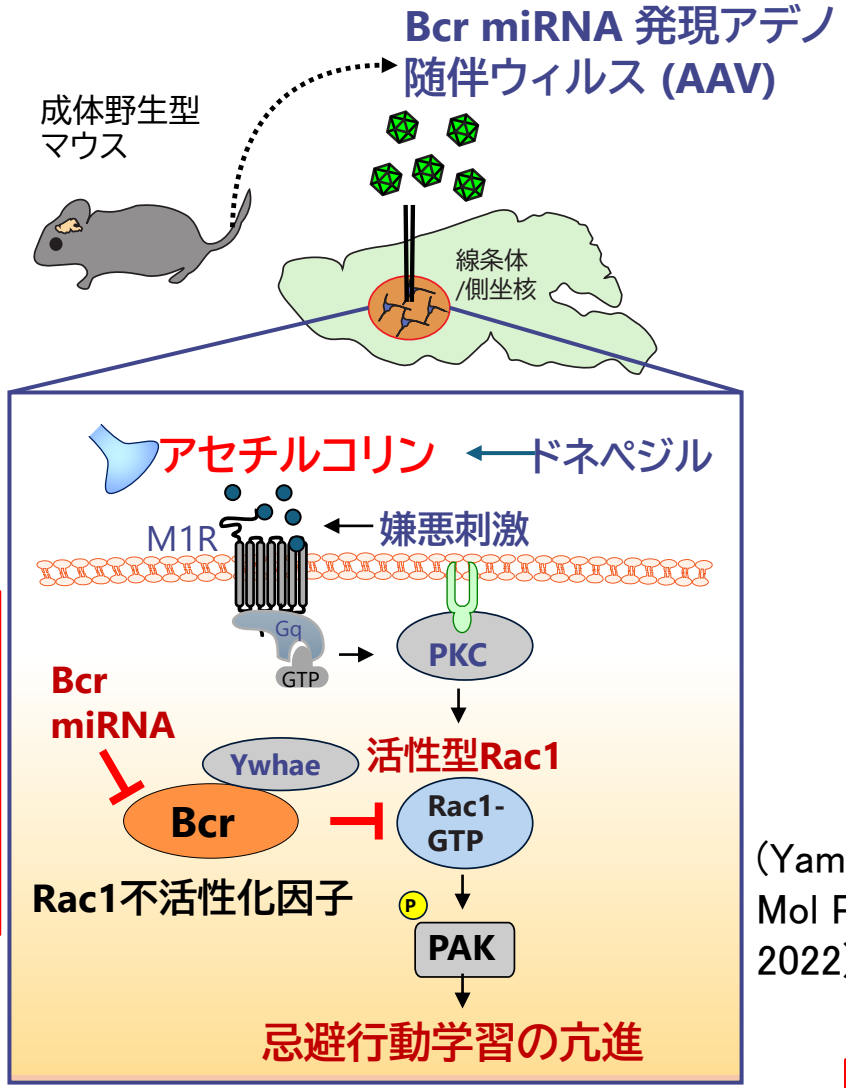 Bcr miRNA 発現アデノ
随伴ウィルス (AAV)
成体野生型
マウス
線条体
/側坐核
アセチルコリン
ドネペジル
M1R
嫌悪刺激
Gq
GTP
PKC
Bcr
miRNA
Ywhae
活性型Rac1
Bcr
Rac1-
GTP
Rac1不活性化因子
P
PAK
忌避行動学習の亢進
(Yam
Mol P
2022)